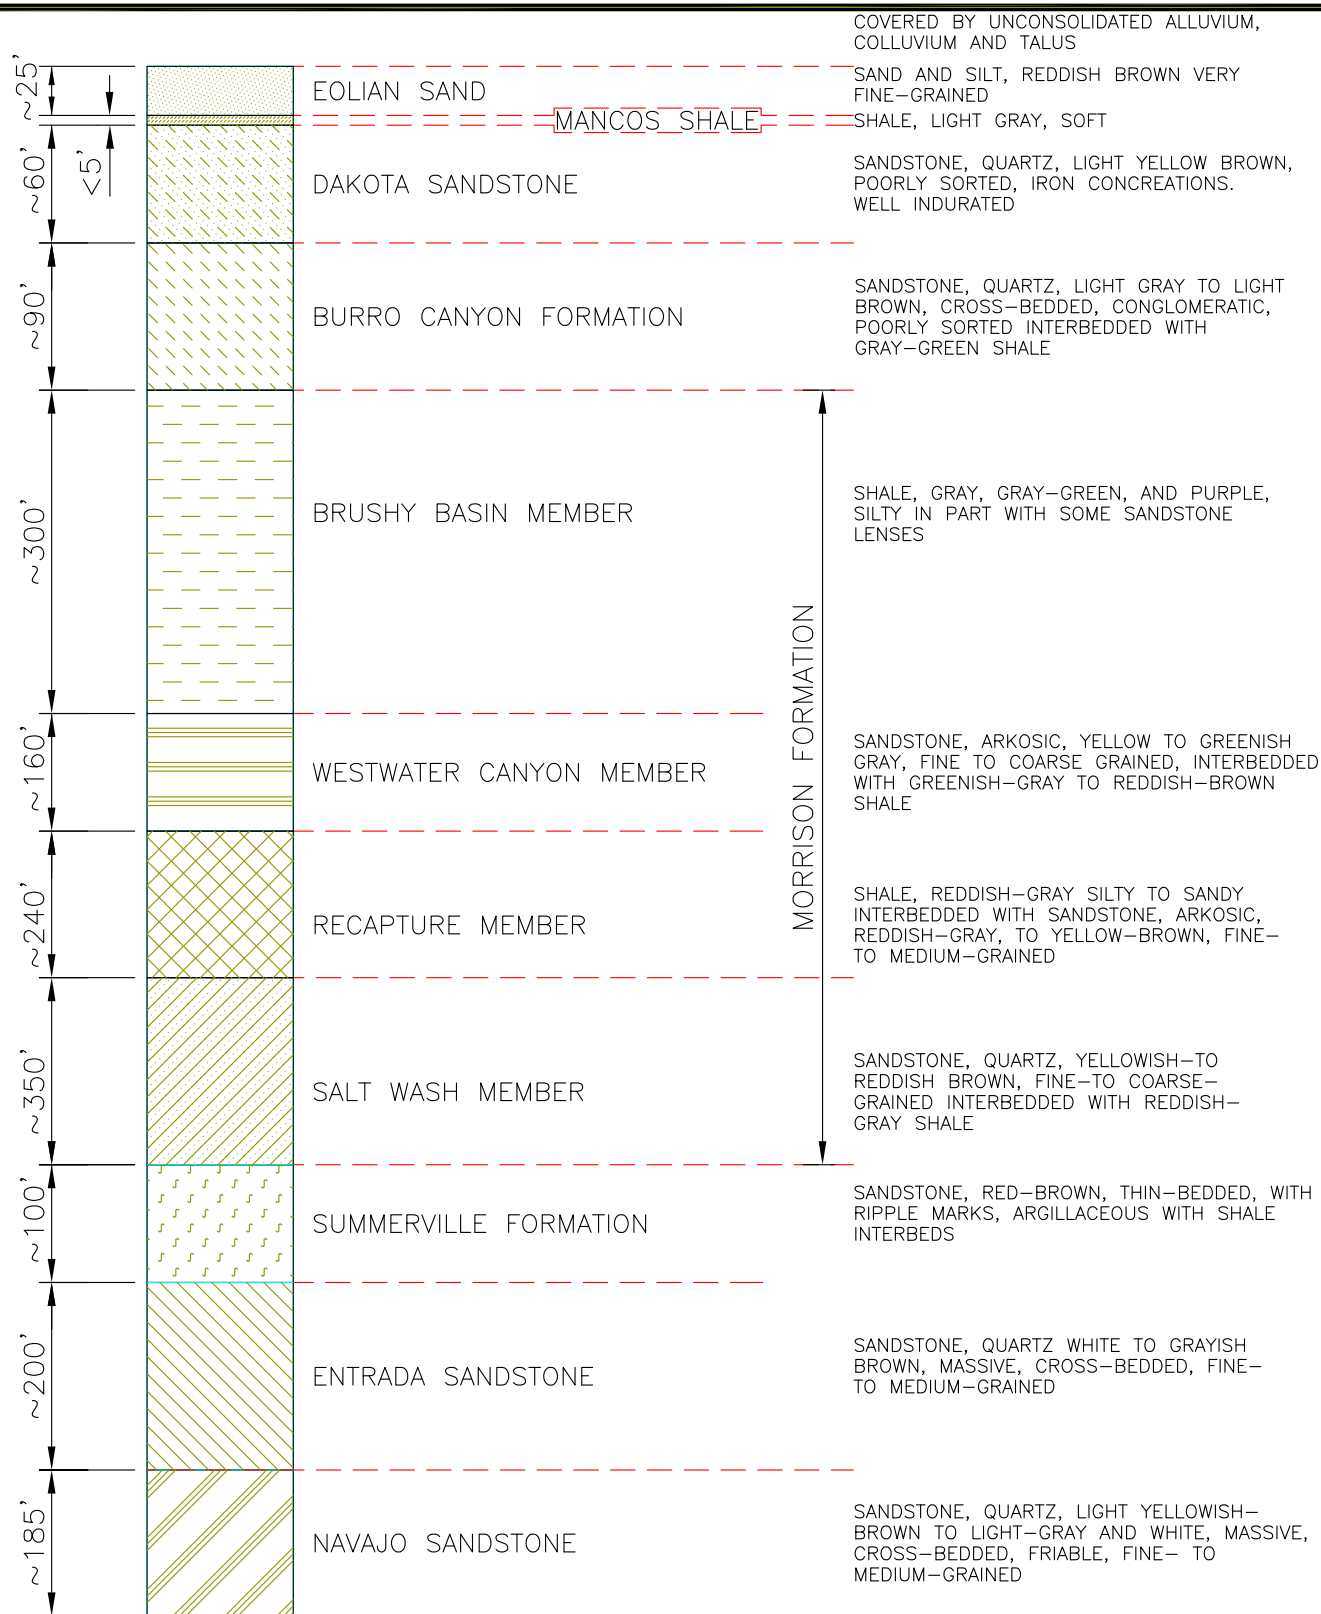 COVERED BY UNCONSOLIDATED ALLUVIUM,
COLLUVIUM AND TALUS
~25'
EOLIAN SAND
SAND AND SILT, REDDISH BROWN VERY
FINE-GRAINED
<5'
MANCOS SHALE
SHALE, LIGHT GRAY, SOFT
~60'
DAKOTA SANDSTONE
SANDSTONE, QUARTZ, LIGHT YELLOW BROWN,
POORLY SORTED, IRON CONCREATIONS.
WELL INDURATED
~90'
BURRO CANYON FORMATION
SANDSTONE, QUARTZ, LIGHT GRAY TO LIGHT
BROWN, CROSS-BEDDED, CONGLOMERATIC,
POORLY SORTED INTERBEDDED WITH
GRAY-GREEN SHALE
~300'
BRUSHY BASIN MEMBER
SHALE, GRAY, GRAY-GREEN, AND PURPLE,
SILTY IN PART WITH SOME SANDSTONE
LENSES
MORRISON FORMATION
~160'
WESTWATER CANYON MEMBER
SANDSTONE, ARKOSIC, YELLOW TO GREENISH
GRAY, FINE TO COARSE GRAINED, INTERBEDDED
WITH GREENISH-GRAY TO REDDISH-BROWN
SHALE
~240'
RECAPTURE MEMBER
SHALE, REDDISH-GRAY SILTY TO SANDY
INTERBEDDED WITH SANDSTONE, ARKOSIC,
REDDISH-GRAY, TO YELLOW-BROWN, FINE-
TO MEDIUM-GRAINED
~350'
SALT WASH MEMBER
SANDSTONE, QUARTZ, YELLOWISH-TO
REDDISH BROWN, FINE-TO COARSE-
GRAINED INTERBEDDED WITH REDDISH-
GRAY SHALE
~100'
SUMMERVILLE FORMATION
SANDSTONE, RED-BROWN, THIN-BEDDED, WITH
RIPPLE MARKS, ARGILLACEOUS WITH SHALE
INTERBEDS
~200'
ENTRADA SANDSTONE
SANDSTONE, QUARTZ WHITE TO GRAYISH
BROWN, MASSIVE, CROSS-BEDDED, FINE-
TO MEDIUM-GRAINED
~185'
NAVAJO SANDSTONE
SANDSTONE, QUARTZ, LIGHT YELLOWISH-
BROWN TO LIGHT-GRAY AND WHITE, MASSIVE,
CROSS-BEDDED, FRIABLE, FINE- TO
MEDIUM-GRAINED